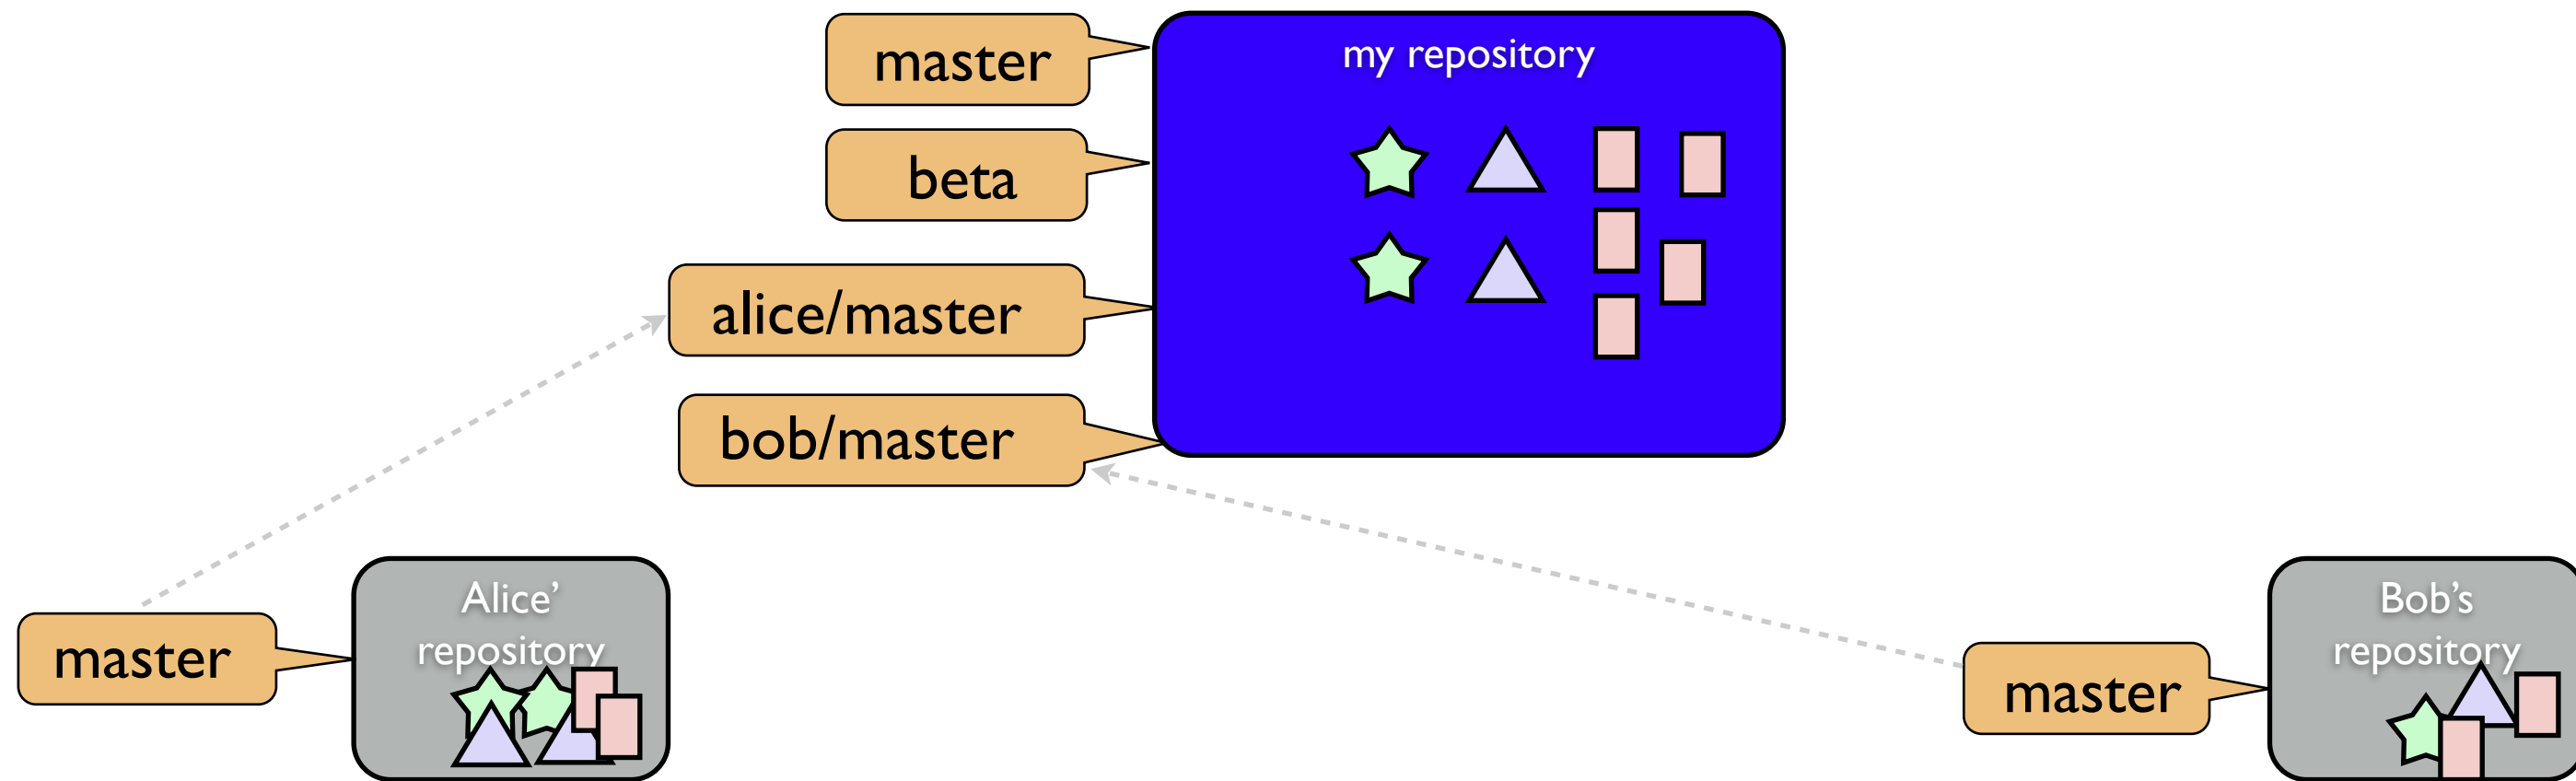 master
my repository
beta
alice/master
bob/master
Alice’
repository
master
Bob’s
repository
master